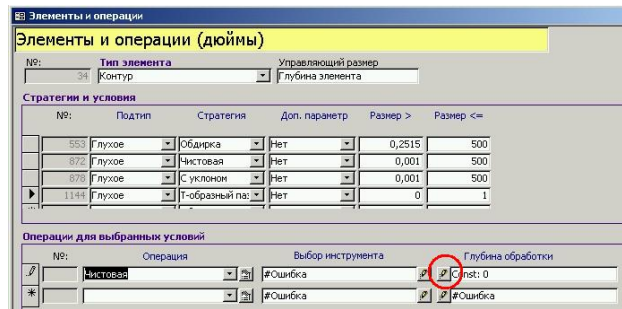 Элементы и операции
Элементы и операции (дюймы)
№: Тип элемента Управляющий размер
34 Контур Глубина элемента
Стратегии и условия
№: Подтип Стратегия Доп. параметр Размер > Размер <=
553 Глухое Обдирка Нет 0,2515 500
872 Глухое Чистовая Нет 0,001 500
878 Глухое С уклоном Нет 0,001 500
1144 Глухое Т-образный па: Нет 0 1
Операции для выбранных условий
№: Операция Выбор инструмента Глубина обработки
Чистовая #Ошибка Const: 0
* #Ошибка #Ошибка